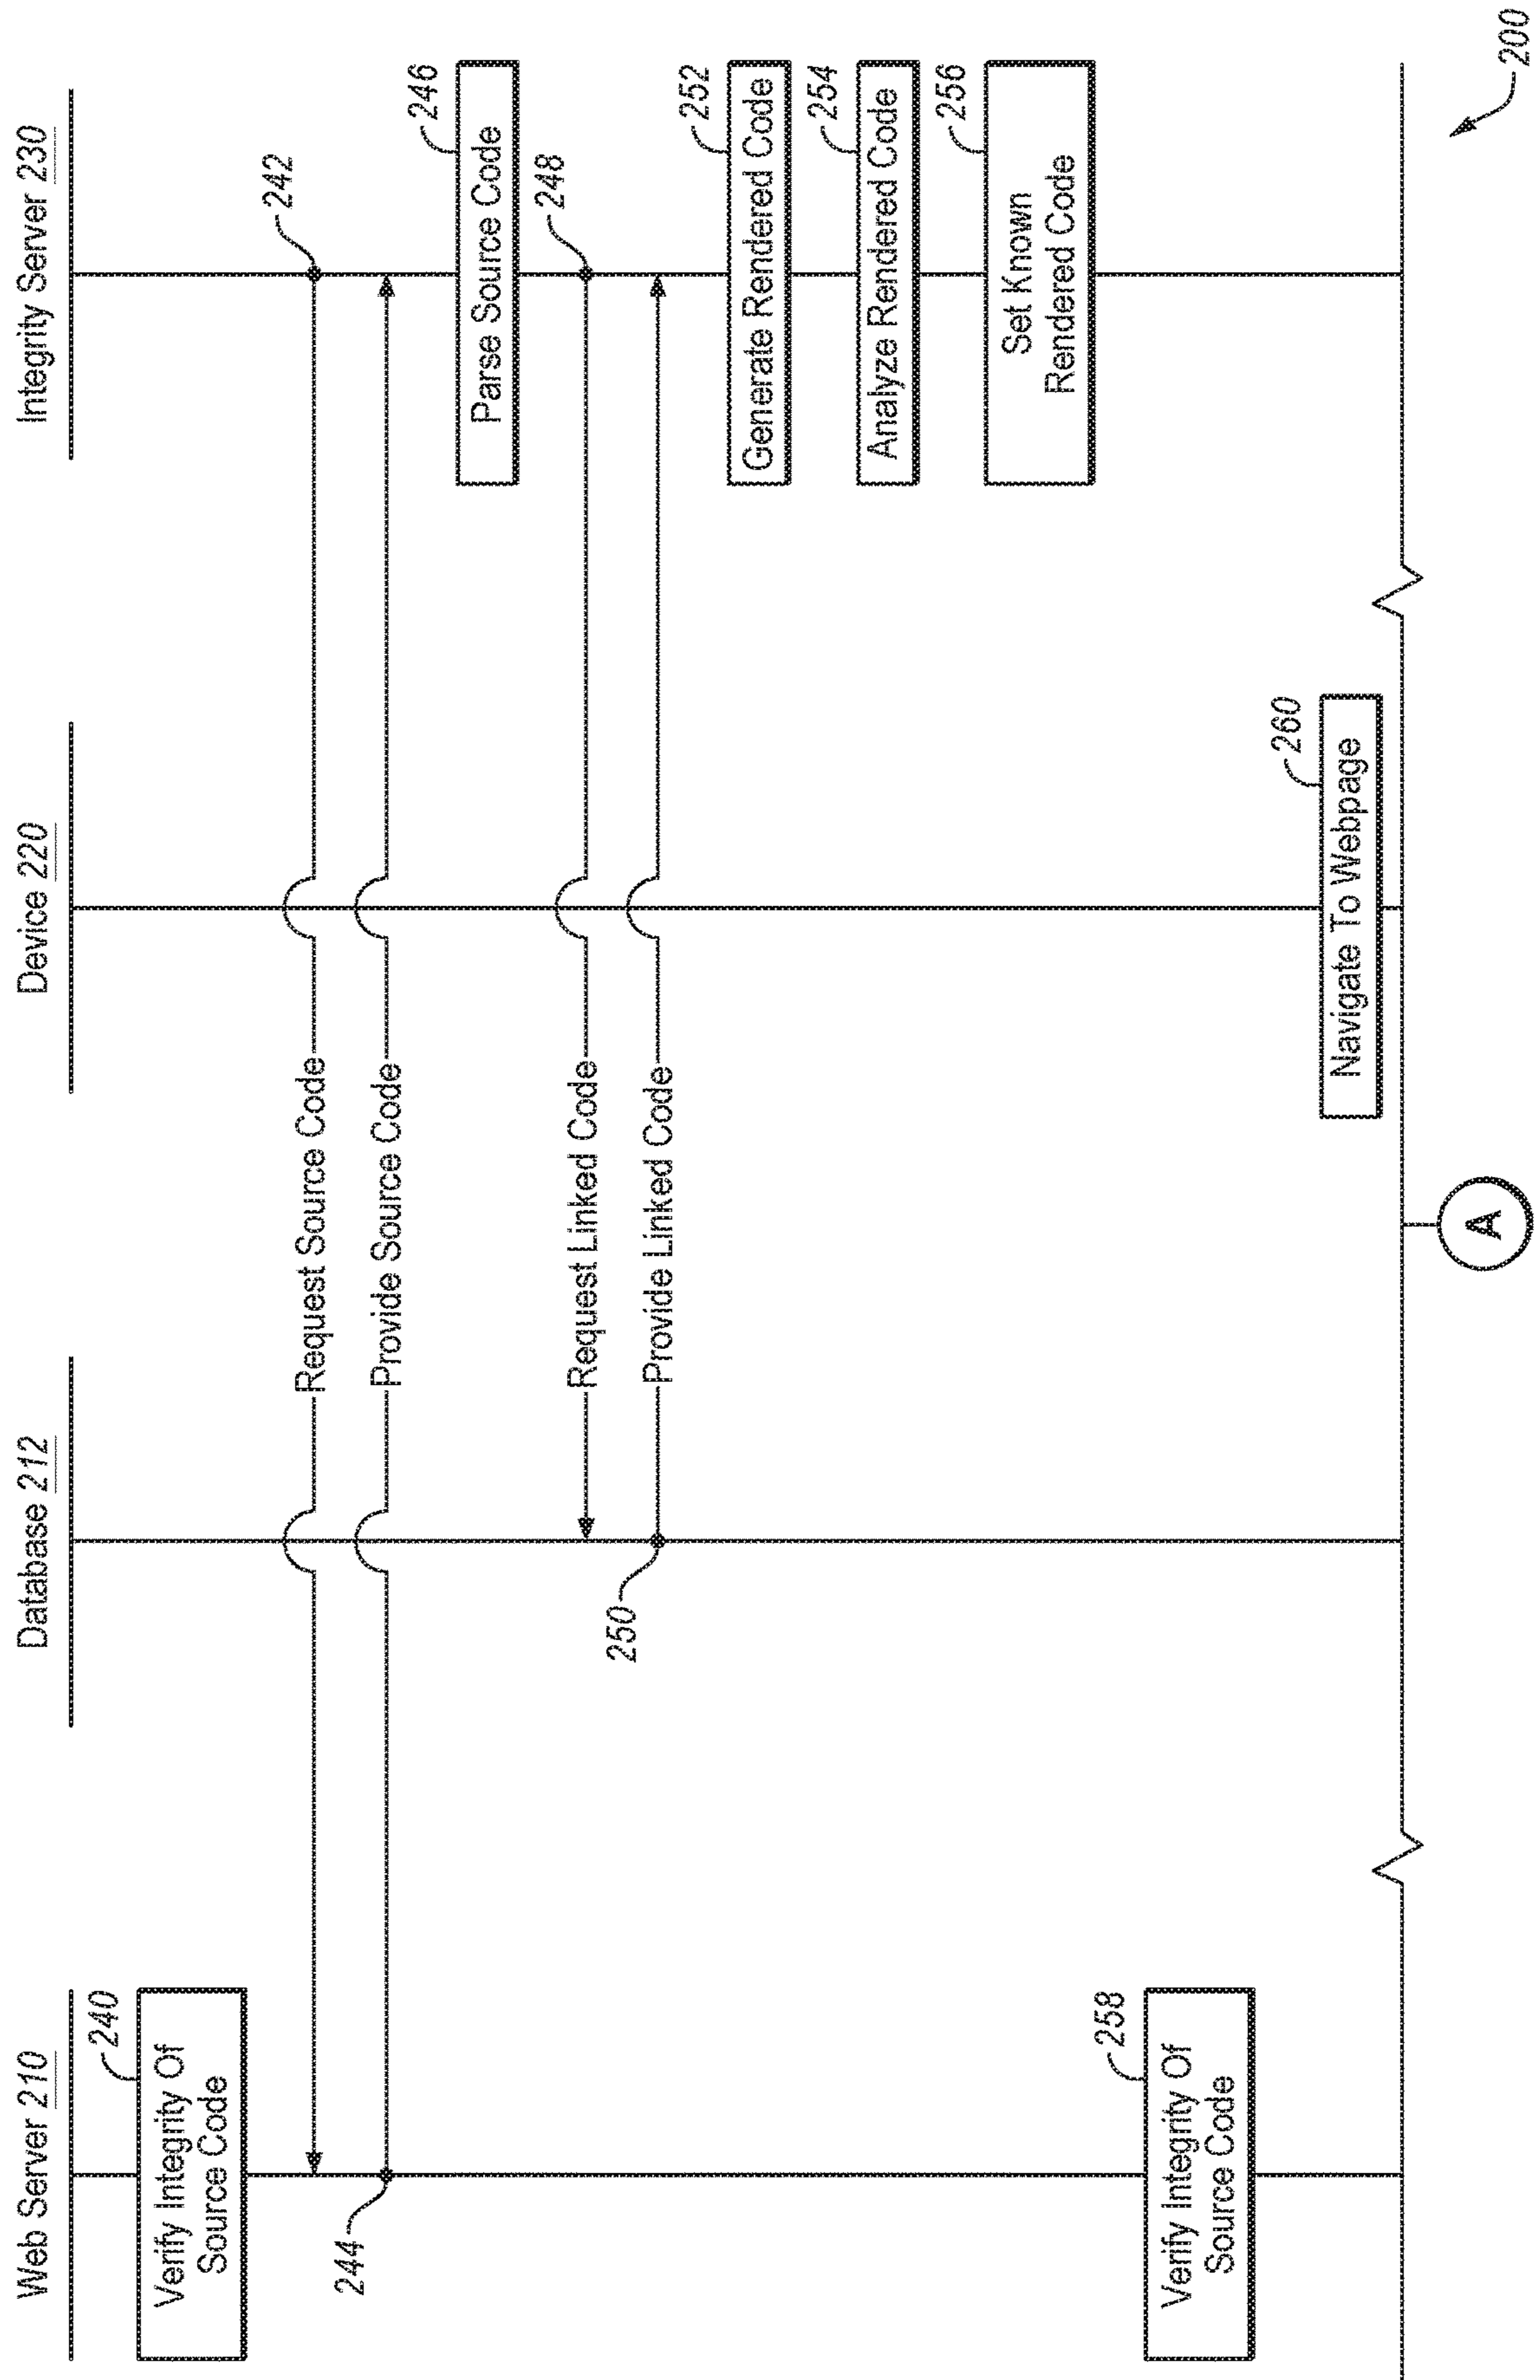 Web Server 210
Database 212
Device 220
Integrity Server 230
240
Verify Integrity Of
Source Code
242
Request Source Code
244
Provide Source Code
246
Parse Source Code
248
Request Linked Code
250
Provide Linked Code
252
Generate Rendered Code
254
Analyze Rendered Code
256
Set Known
Rendered Code
258
Verify Integrity Of
Source Code
260
Navigate To Webpage
A
200